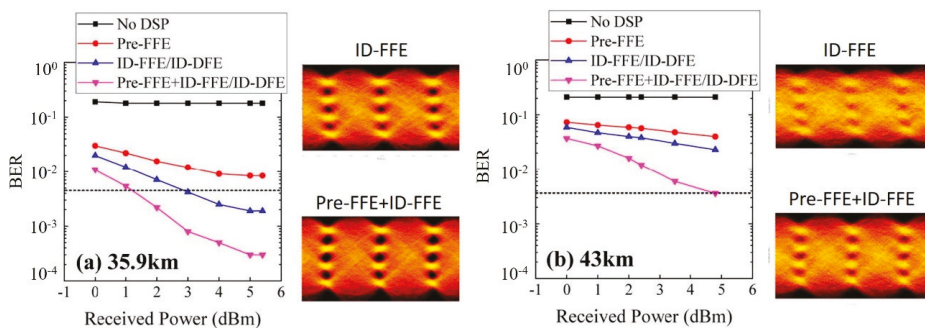 No DSP
Pre-FFE
ID-FFE/ID-DFE
Pre-FFE+ID-FFE/ID-DFE
10^0
10^-1
10^-2
10^-3
10^-4
BER
(a) 35.9km
-1 0 1 2 3 4 5 6
Received Power (dBm)
ID-FFE
Pre-FFE+ID-FFE
No DSP
Pre-FFE
ID-FFE/ID-DFE
Pre-FFE+ID-FFE/ID-DFE
10^0
10^-1
10^-2
10^-3
10^-4
BER
(b) 43km
-1 0 1 2 3 4 5 6
Received Power (dBm)
ID-FFE
Pre-FFE+ID-FFE